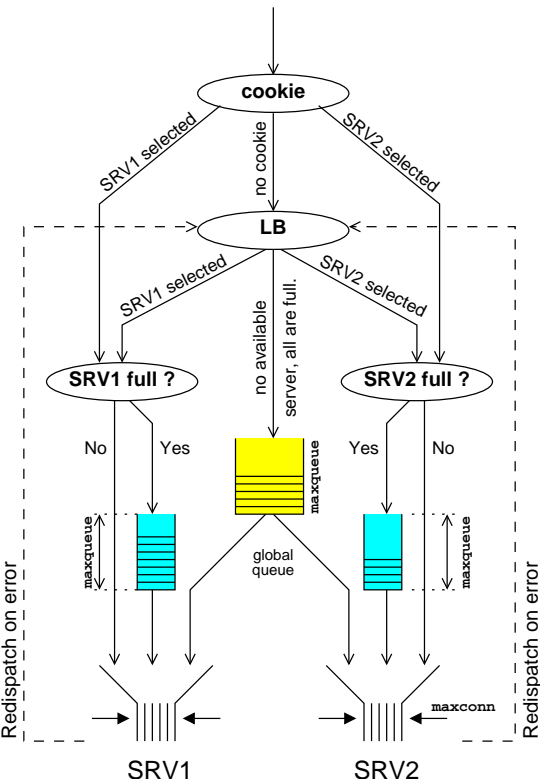 cookie
SRV1 selected
no cookie
SRV2 selected
LB
SRV1 selected
no available
server, all are full.
SRV2 selected
SRV1 full ?
SRV2 full ?
No
Yes
Yes
No
maxqueue
maxqueue
maxqueue
global
queue
Redispatch on error
Redispatch on error
maxconn
SRV1
SRV2